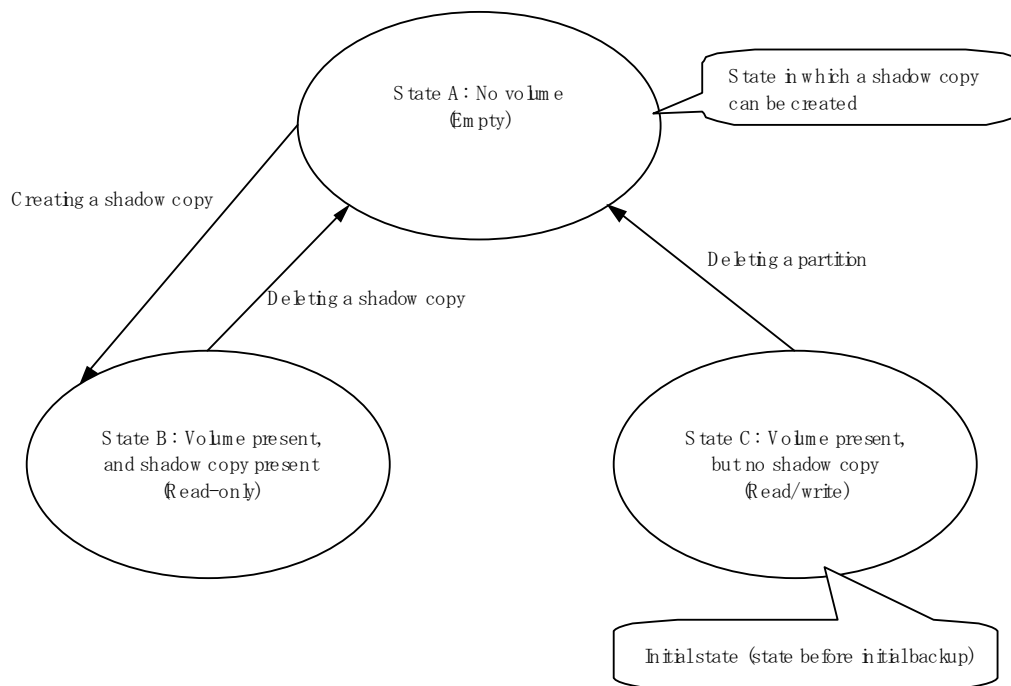 State A: No volume
(Empty)
State in which a shadow copy
can be created
Creating a shadow copy
Deleting a partition
Deleting a shadow copy
State B: Volume present,
and shadow copy present
(Read-only)
State C: Volume present,
but no shadow copy
(Read/write)
Initial state (state before initial backup)